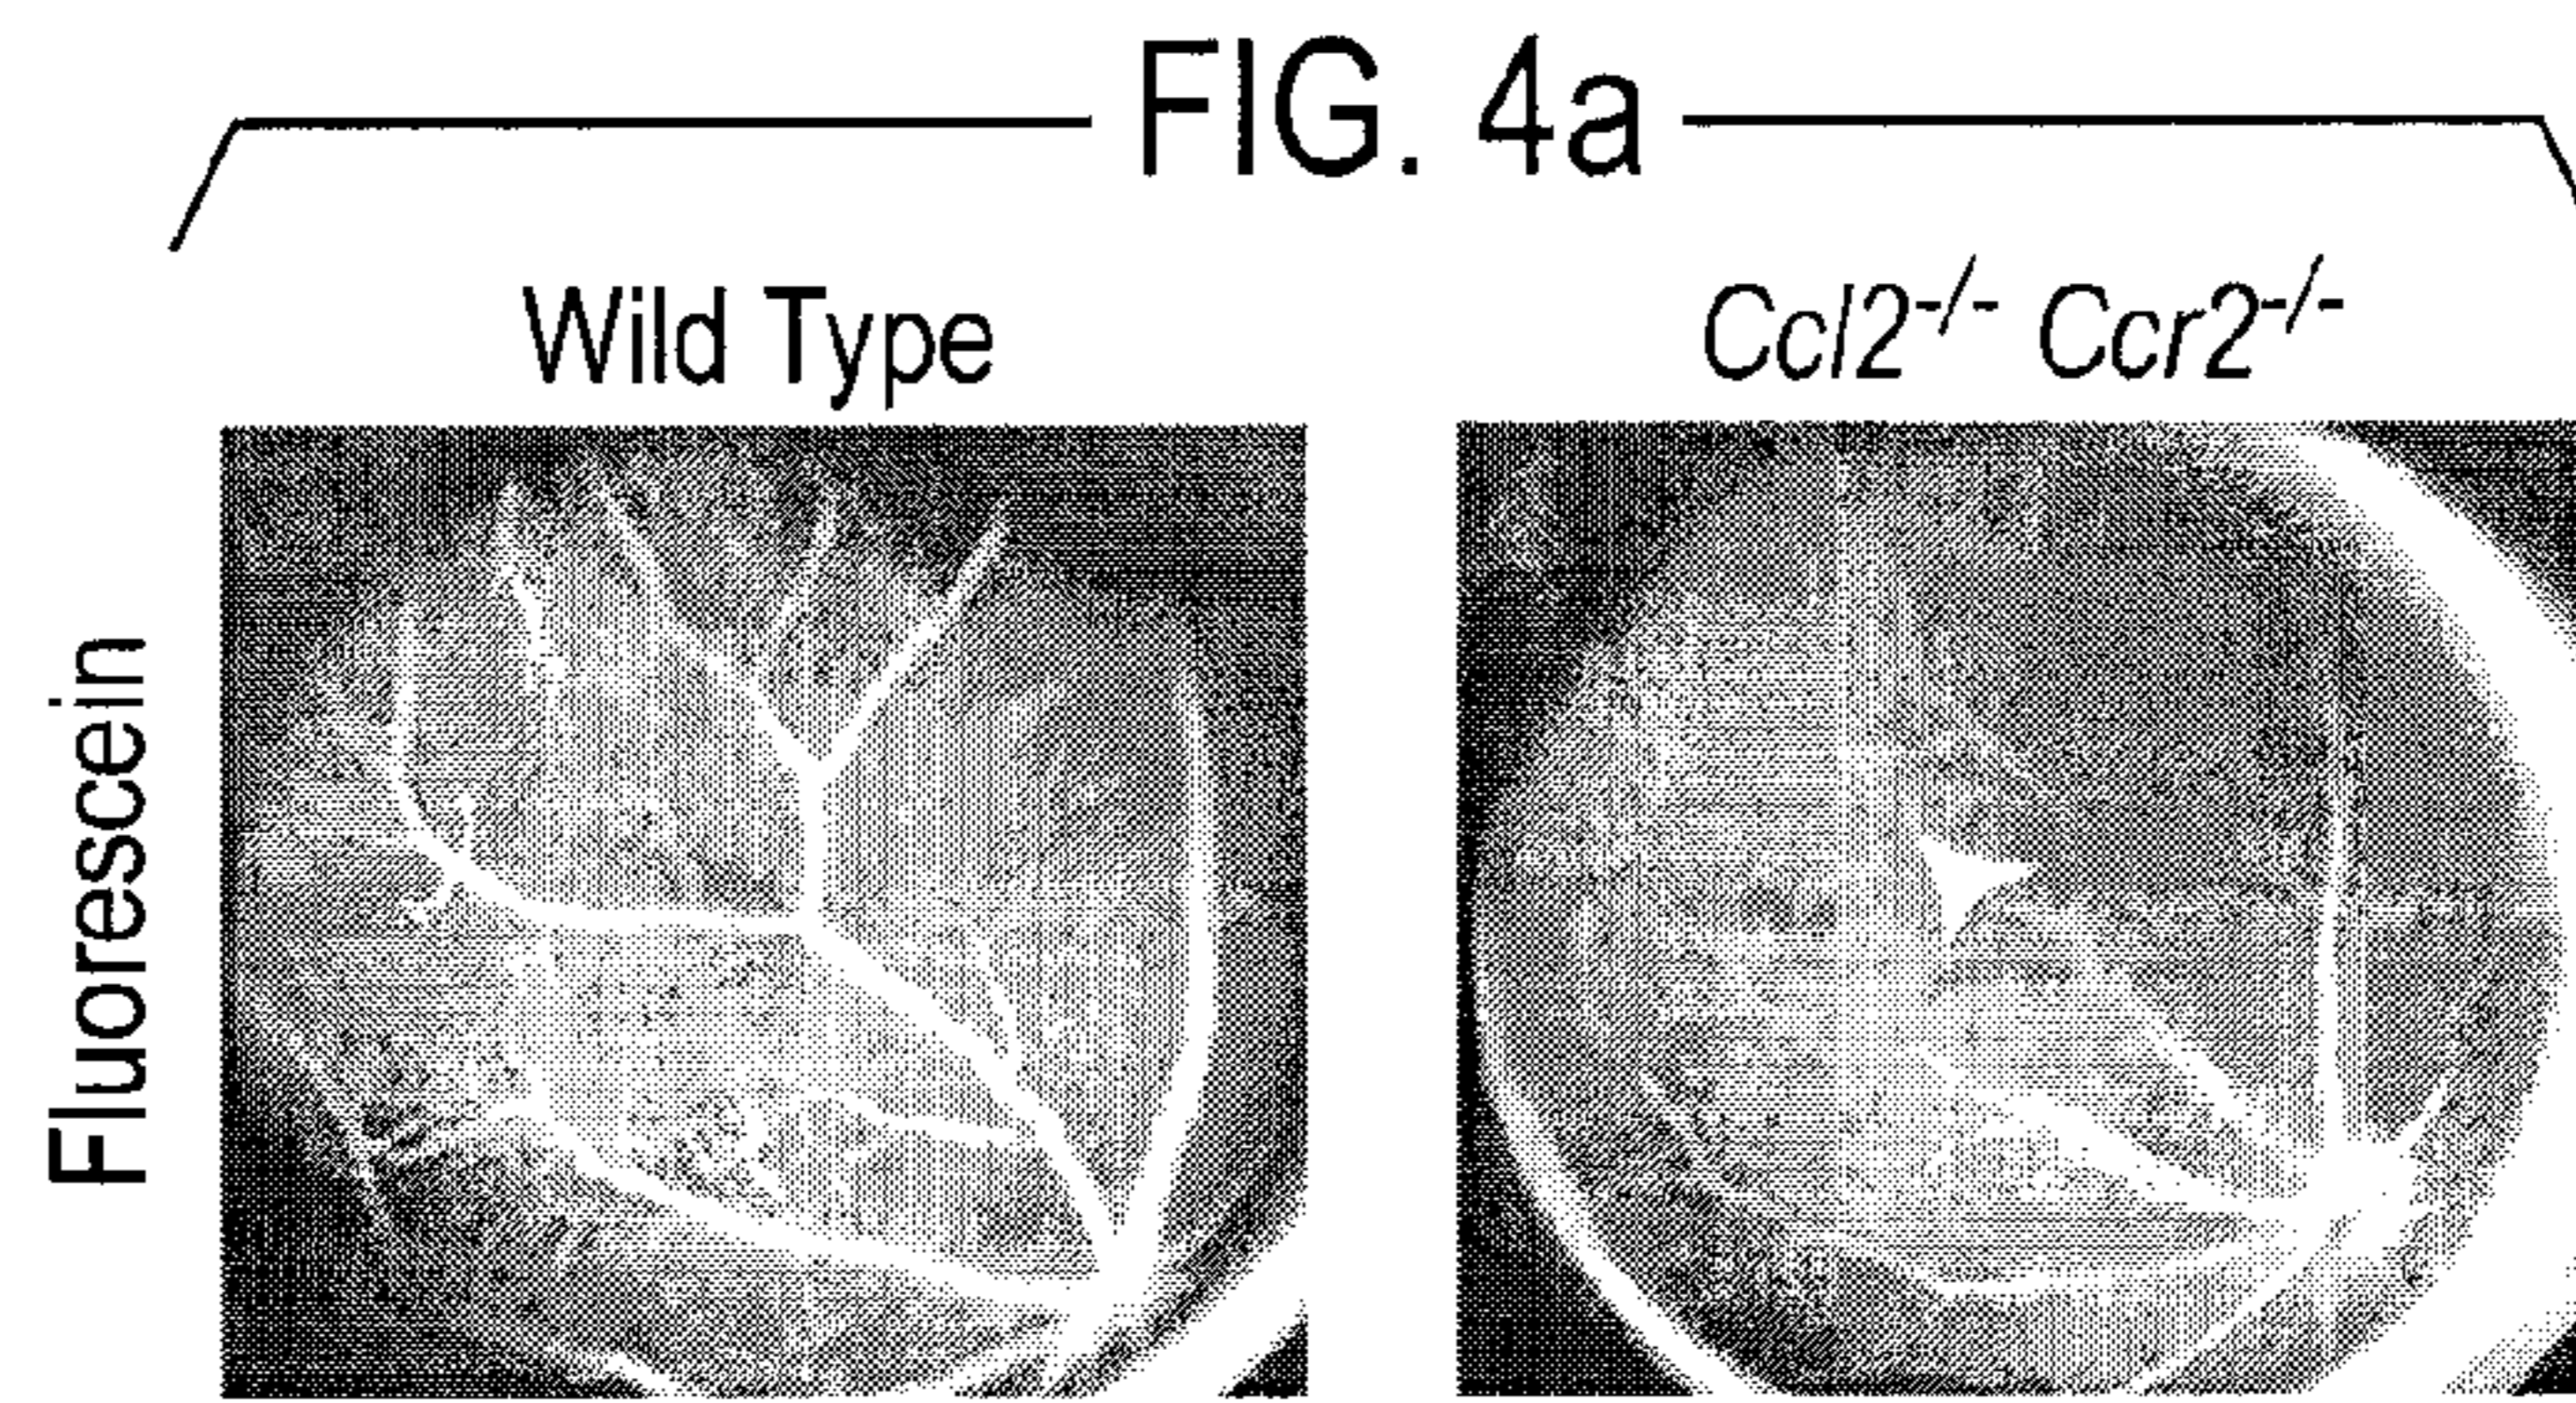 FIG. 4a
Wild Type
Ccl2-/- Ccr2-/-
Fluorescein